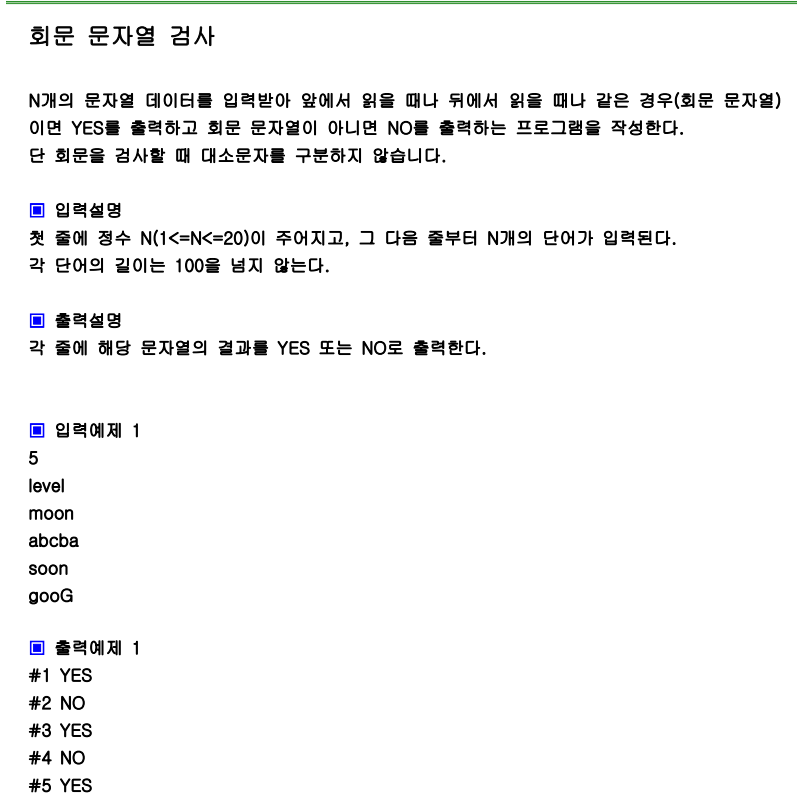 회문 문자열 검사
N개의 문자열 데이터를 입력받아 앞에서 읽을 때나 뒤에서 읽을 때나 같은 경우(회문 문자열)
이면 YES를 출력하고 회문 문자열이 아니면 NO를 출력하는 프로그램을 작성한다.
단 회문을 검사할 때 대소문자를 구분하지 않습니다.
▣ 입력설명
첫 줄에 정수 N(1<=N<=20)이 주어지고, 그 다음 줄부터 N개의 단어가 입력된다.
각 단어의 길이는 100을 넘지 않는다.
▣ 출력설명
각 줄에 해당 문자열의 결과를 YES 또는 NO로 출력한다.
▣ 입력예제 1
5
level
moon
abcba
soon
gooG
▣ 출력예제 1
#1 YES
#2 NO
#3 YES
#4 NO
#5 YES